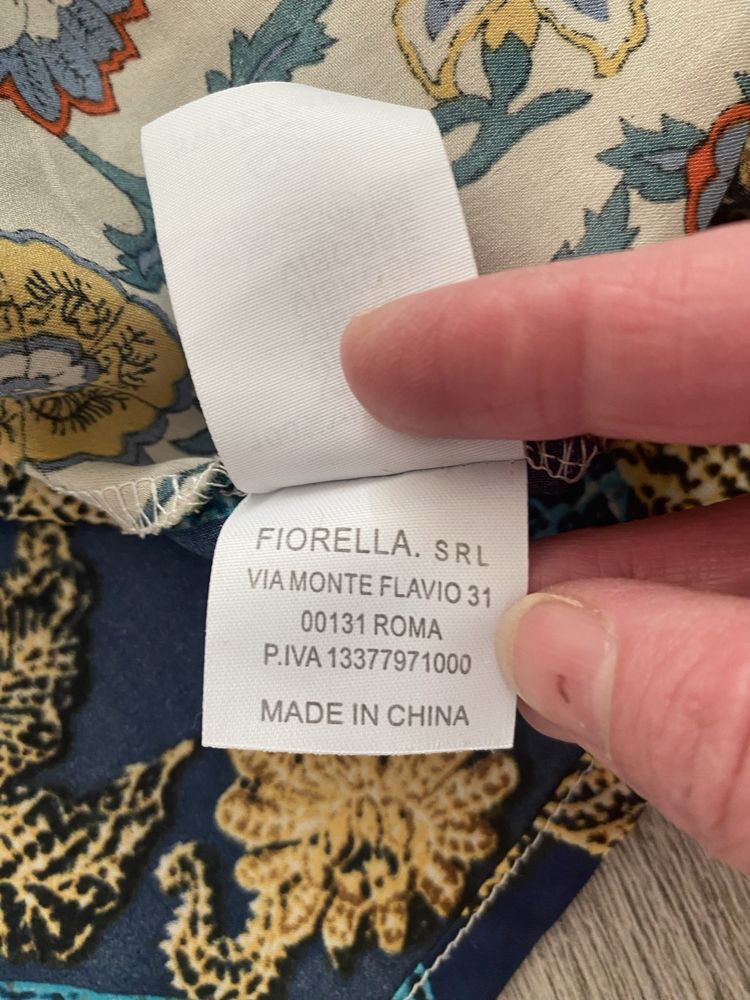 FIORELLA. SRL
VIA MONTE FLAVIO 31
00131 ROMA
P.IVA 13377971000
MADE IN CHINA